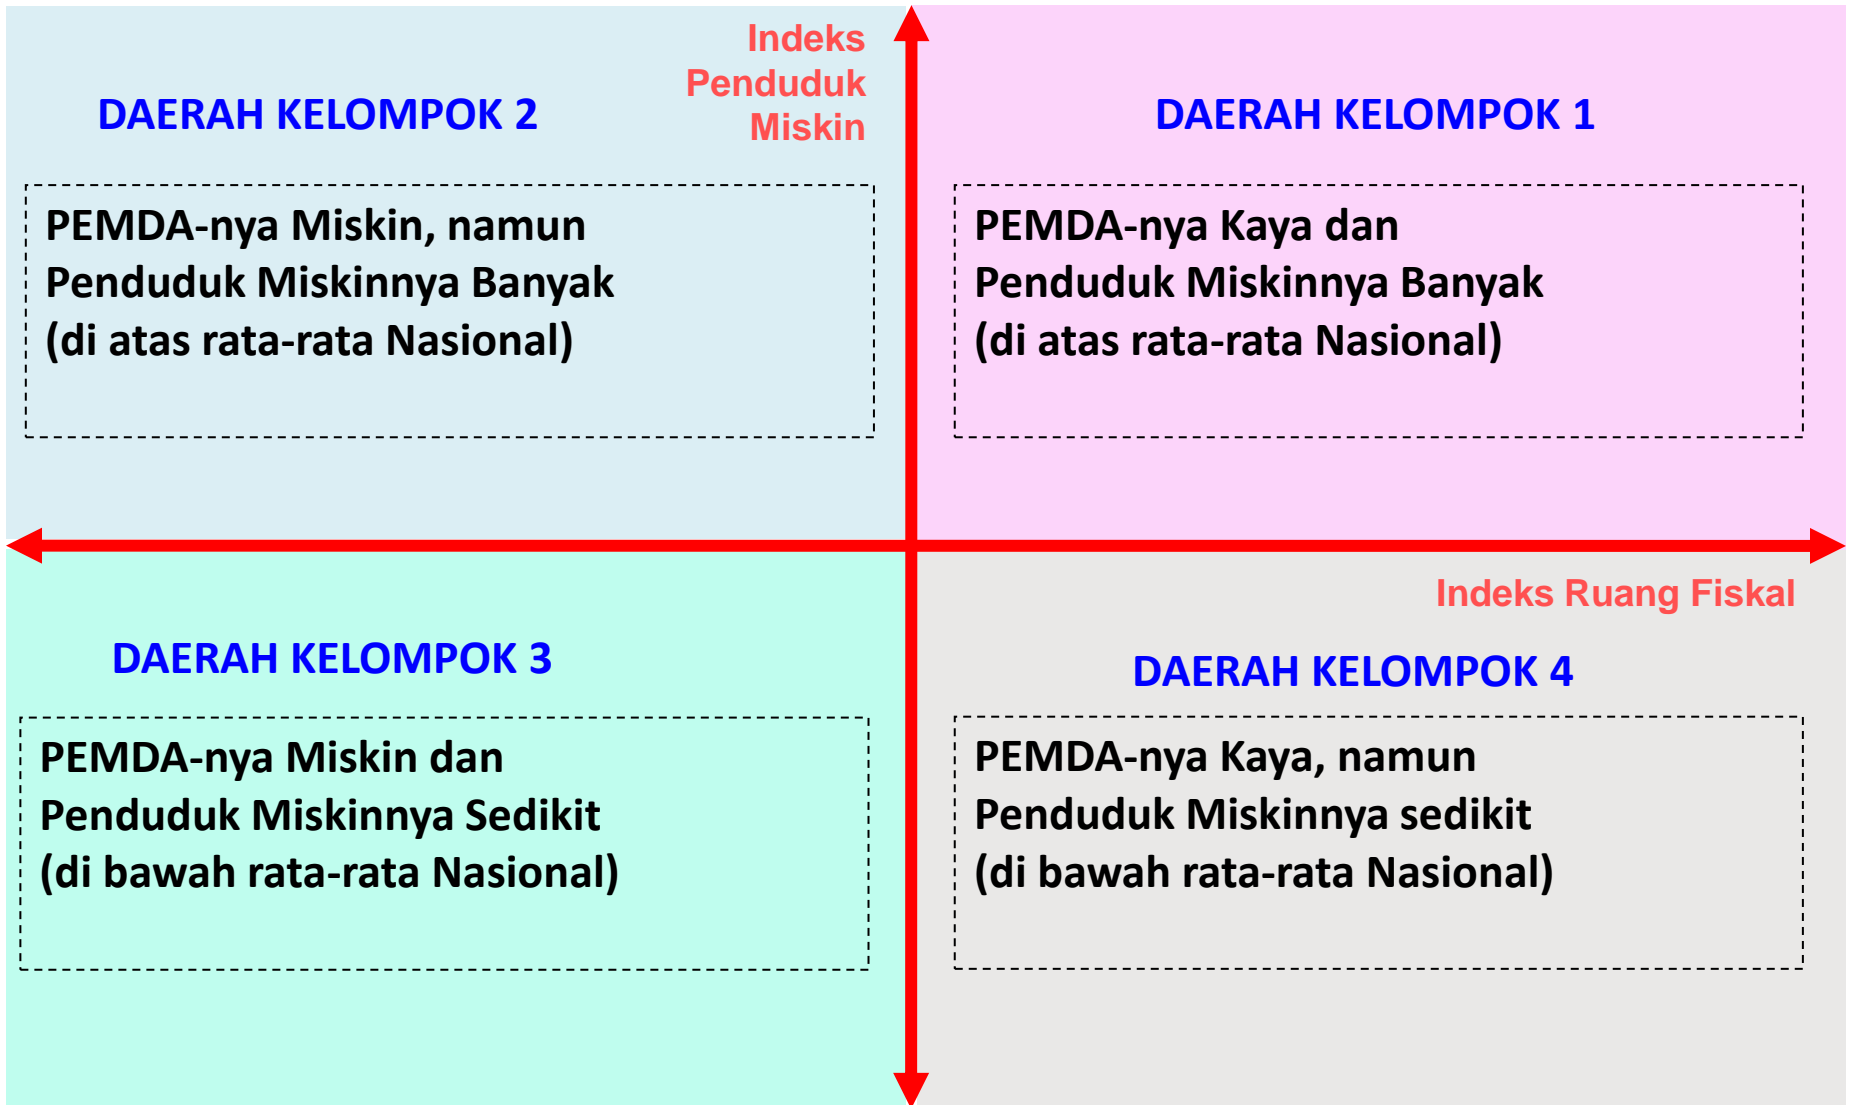 Indeks
Penduduk
Miskin
DAERAH KELOMPOK 2
PEMDA-nya Miskin, namun
Penduduk Miskinnya Banyak
(di atas rata-rata Nasional)
DAERAH KELOMPOK 1
PEMDA-nya Kaya dan
Penduduk Miskinnya Banyak
(di atas rata-rata Nasional)
Indeks Ruang Fiskal
DAERAH KELOMPOK 3
PEMDA-nya Miskin dan
Penduduk Miskinnya Sedikit
(di bawah rata-rata Nasional)
DAERAH KELOMPOK 4
PEMDA-nya Kaya, namun
Penduduk Miskinnya sedikit
(di bawah rata-rata Nasional)